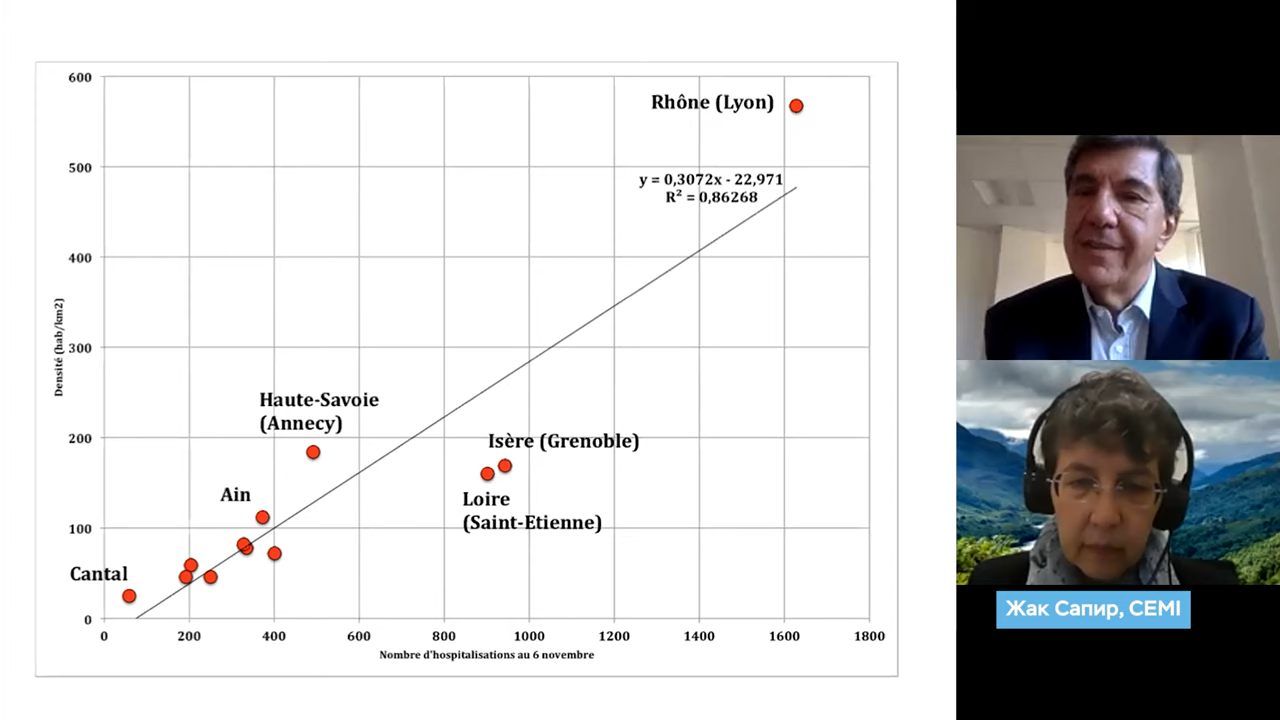 600
Rhône (Lyon)
500
y = 0,3072x - 22,971
R² = 0,86268
400
Densité (hab/km2)
300
Haute-Savoie
(Annecy)
200
Isère (Grenoble)
Ain
Loire
(Saint-Etienne)
100
Cantal
0
0 200 400 600 800 1000 1200 1400 1600 1800
Nombre d'hospitalisations au 6 novembre
Жак Сапир, CEMI